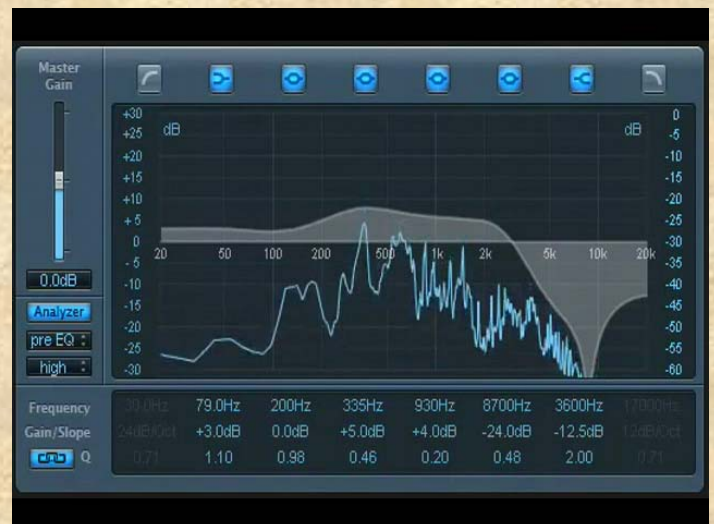 Master
Gain
+30 dB dB 0
+25 -5
+20 -10
+15 -15
+10 -20
+5 -25
0 -30
20 50 100 200 500 1k 2k 5k 10k 20k
-5 -35
-10 -40
-15 -45
-20 -50
-25 -55
-30 -60
0.0dB
Analyzer
pre EQ
high
Frequency 30.0Hz 79.0Hz 200Hz 335Hz 930Hz 8700Hz 3600Hz 17000Hz
Gain/Slope 24dB/Oct +3.0dB 0.0dB +5.0dB +4.0dB -24.0dB -12.5dB 12dB/Oct
Q 0.71 1.10 0.98 0.46 0.20 0.48 2.00 0.71